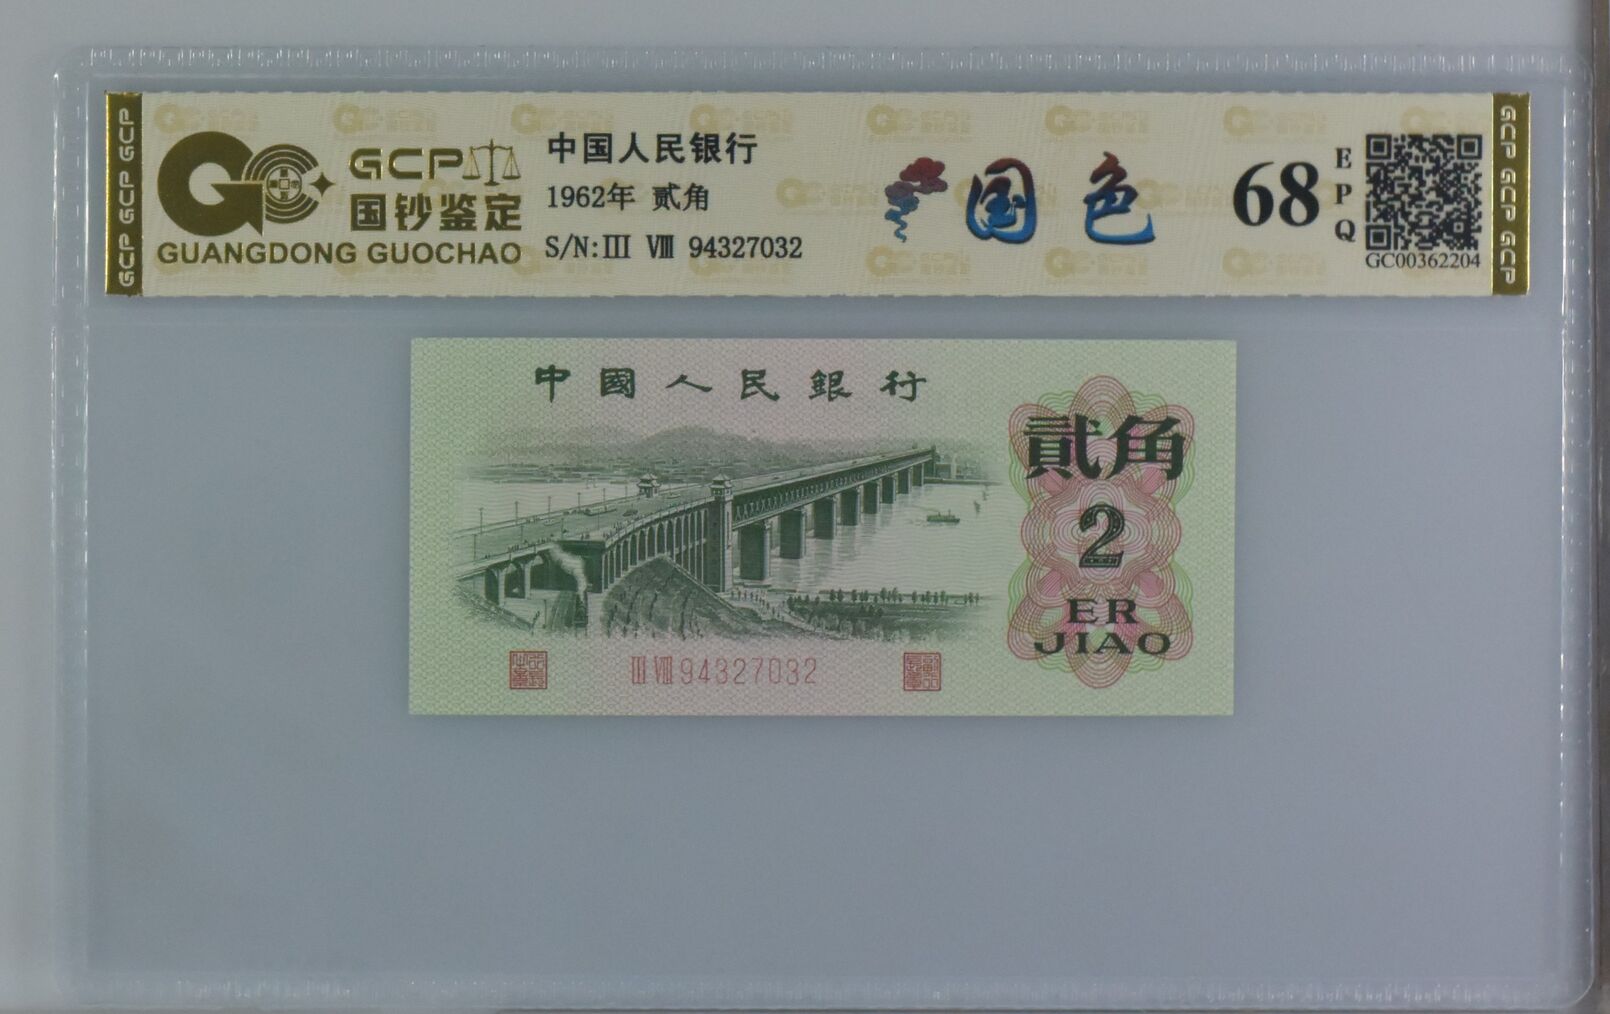 GCP GCP GCP
GCP
国钞鉴定
GUANGDONG GUOCHAO
中国人民银行
1962年 贰角
S/N:III VIII 94327032
国色
68
EPQ
GC00362204
GCP GCP GCP
中國人民銀行
貳角
2
ER
JIAO
III VIII 94327032